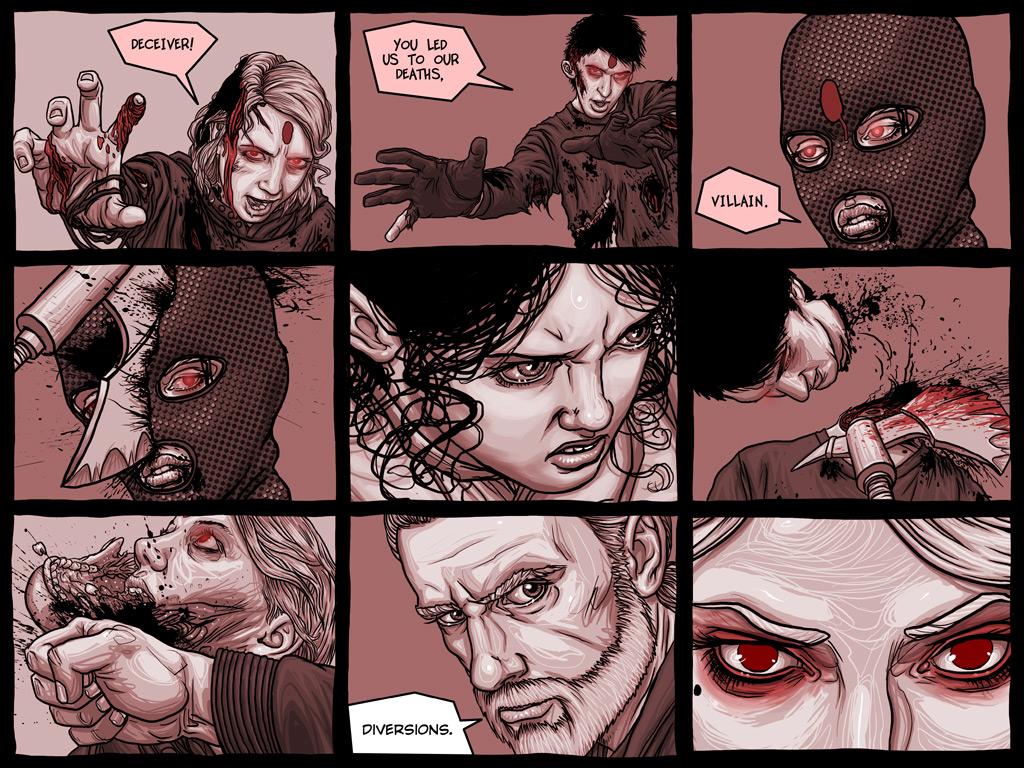 DECEIVER!
YOU LED
US TO OUR
DEATHS,
VILLAIN.
DIVERSIONS.